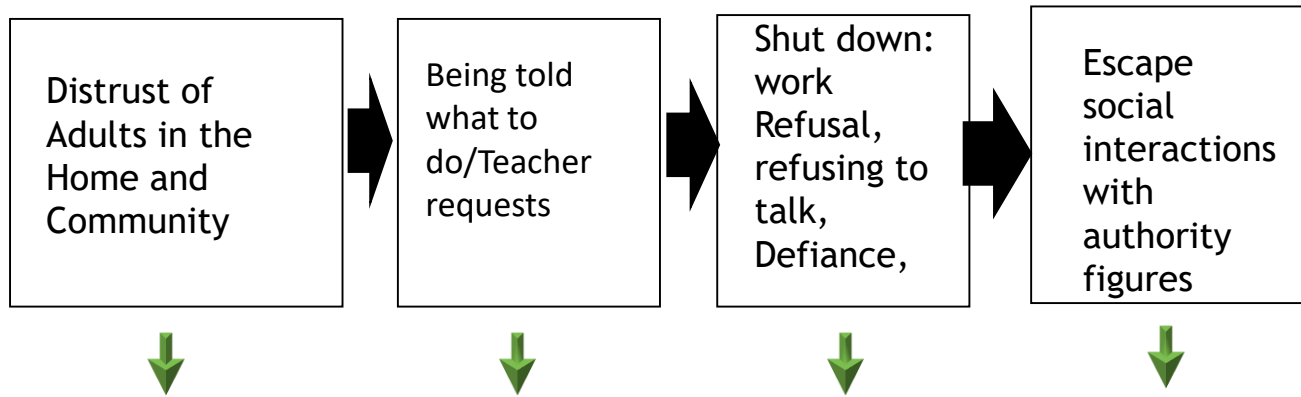 Distrust of
Adults in the
Home and
Community
Being told
what to
do/Teacher
requests
Shut down:
work
Refusal,
refusing to
talk,
Defiance,
Escape
social
interactions
with
authority
figures